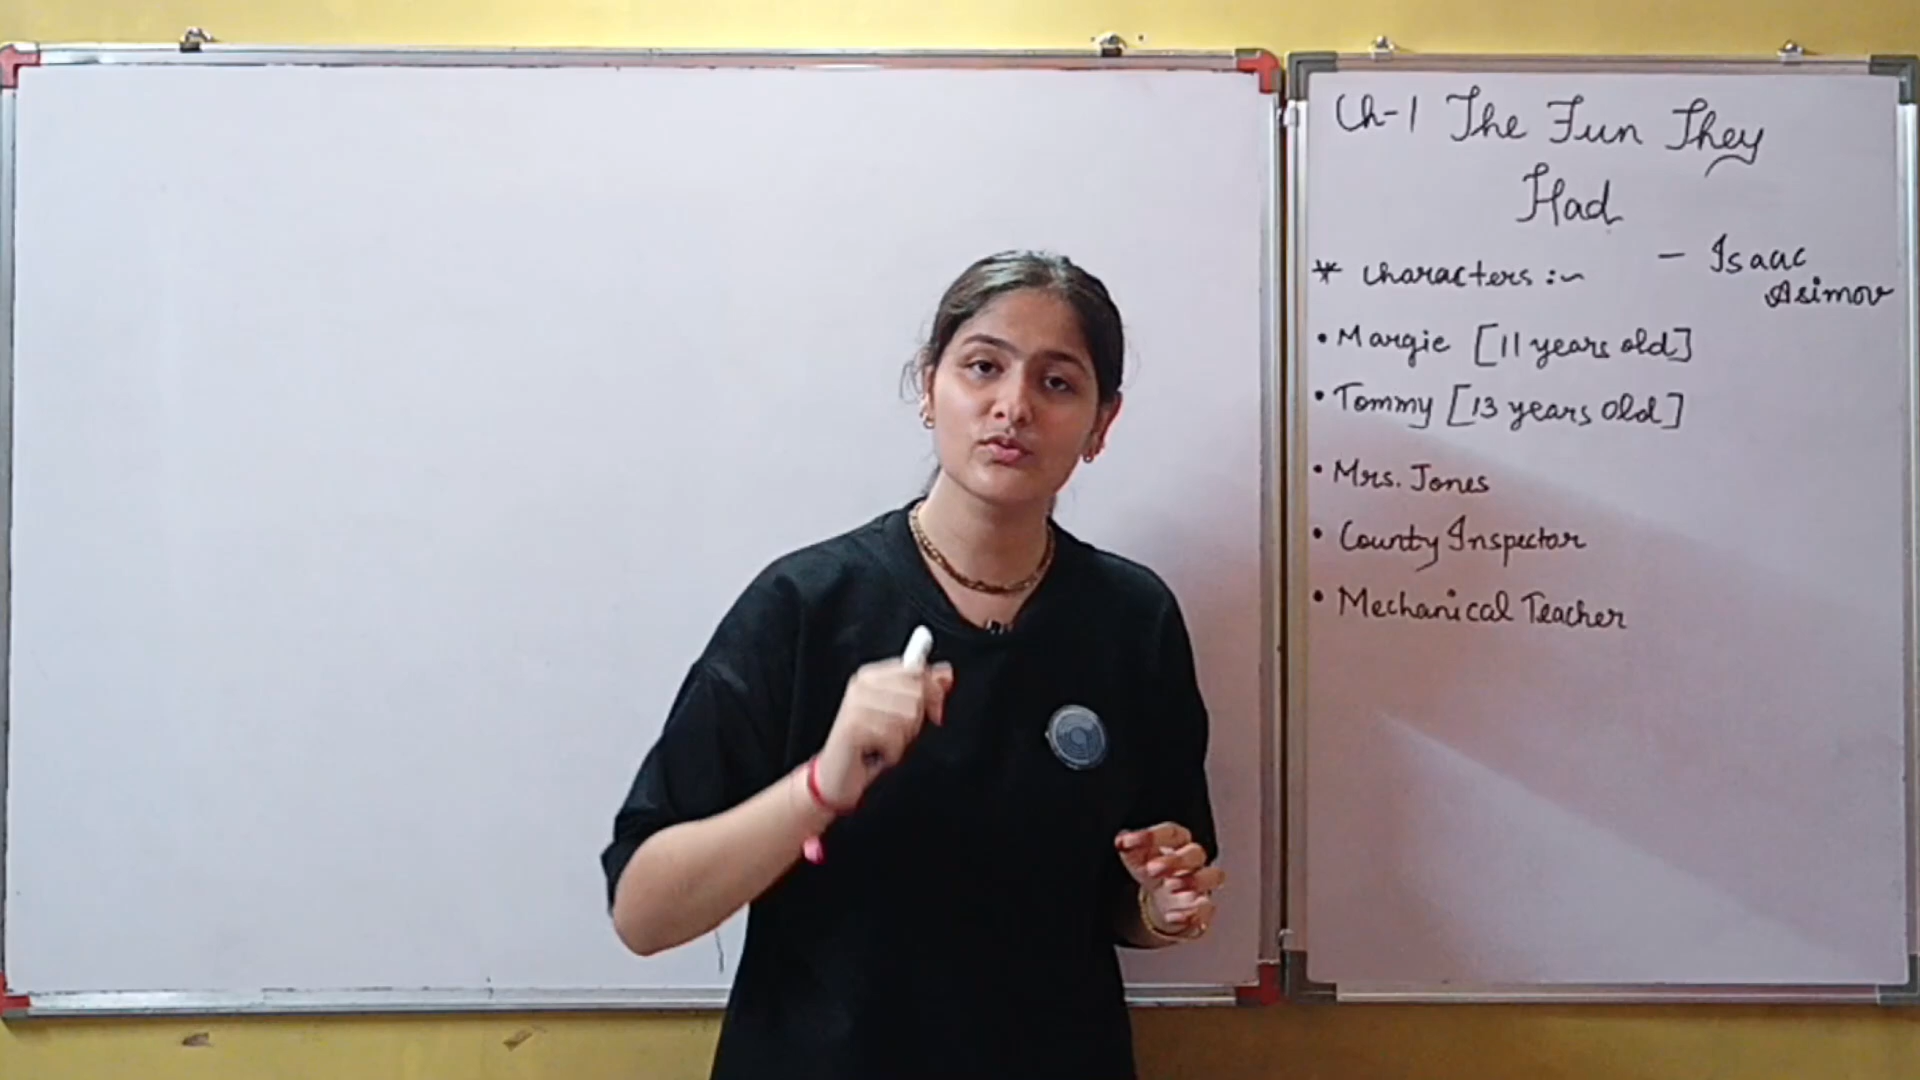 Ch-1 The Fun They
Had
- Isaac
Asimov
* Characters :-
• Margie [11 years old]
• Tommy [13 years old]
• Mrs. Jones
• County Inspector
• Mechanical Teacher